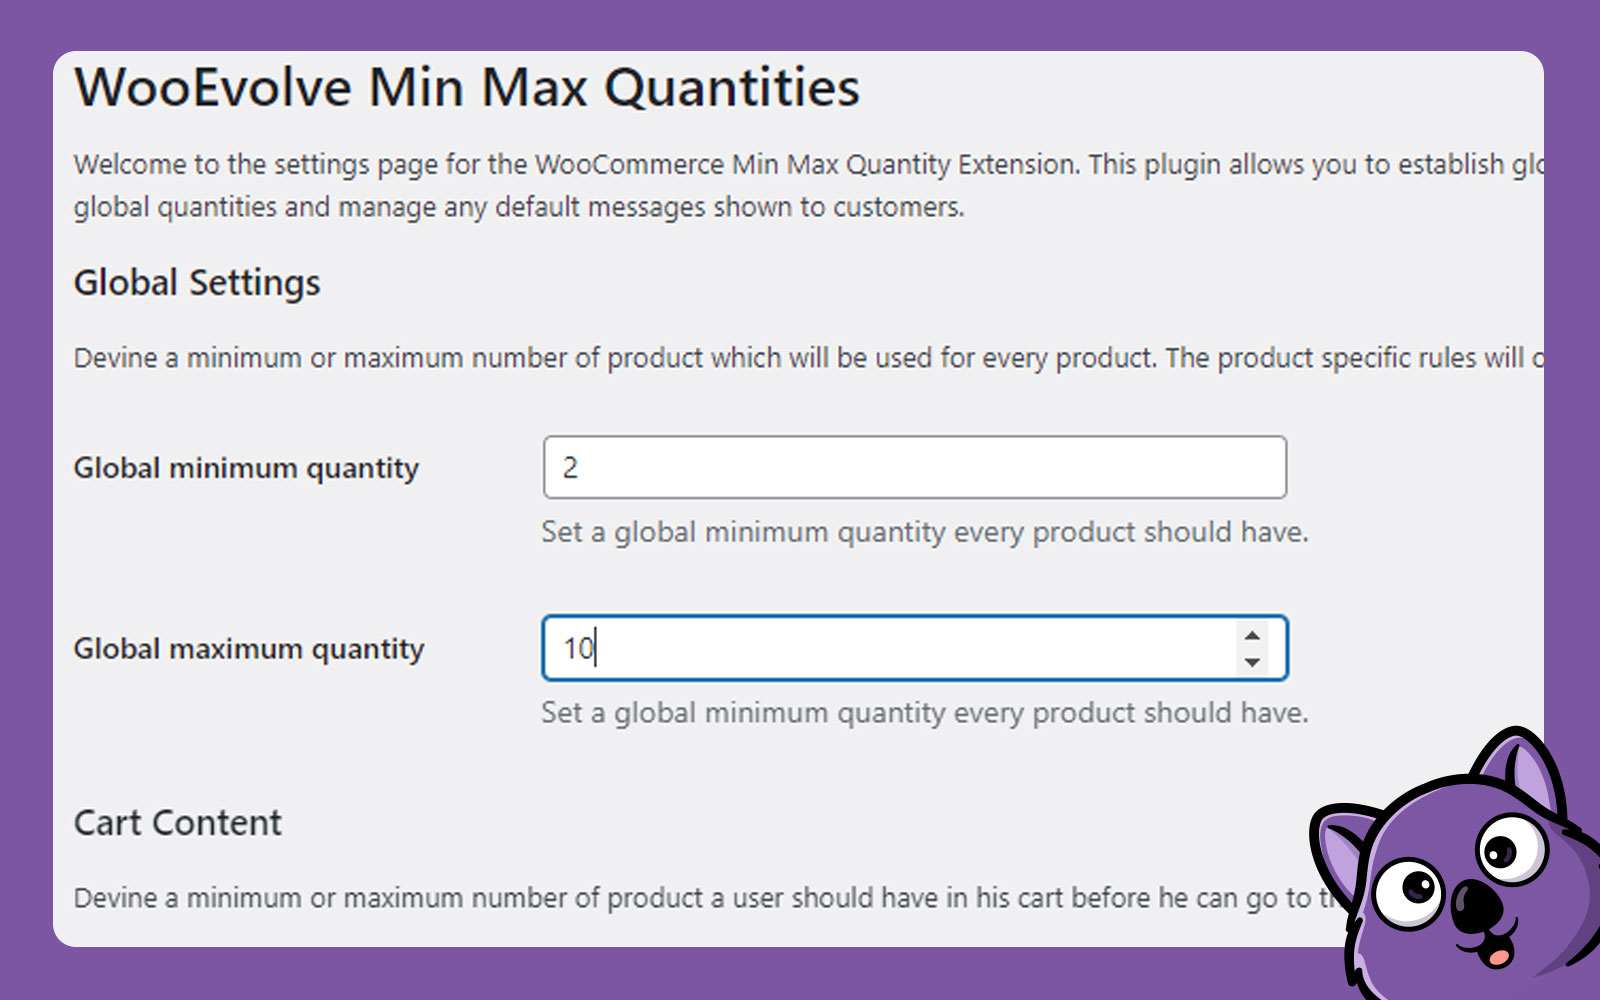 WooEvolve Min Max Quantities
Welcome to the settings page for the WooCommerce Min Max Quantity Extension. This plugin allows you to establish
global quantities and manage any default messages shown to customers.
Global Settings
Devine a minimum or maximum number of product which will be used for every product. The product specific rules will
Global minimum quantity
2
Set a global minimum quantity every product should have.
Global maximum quantity
10
Set a global minimum quantity every product should have.
Cart Content
Devine a minimum or maximum number of product a user should have in his cart before he can go to